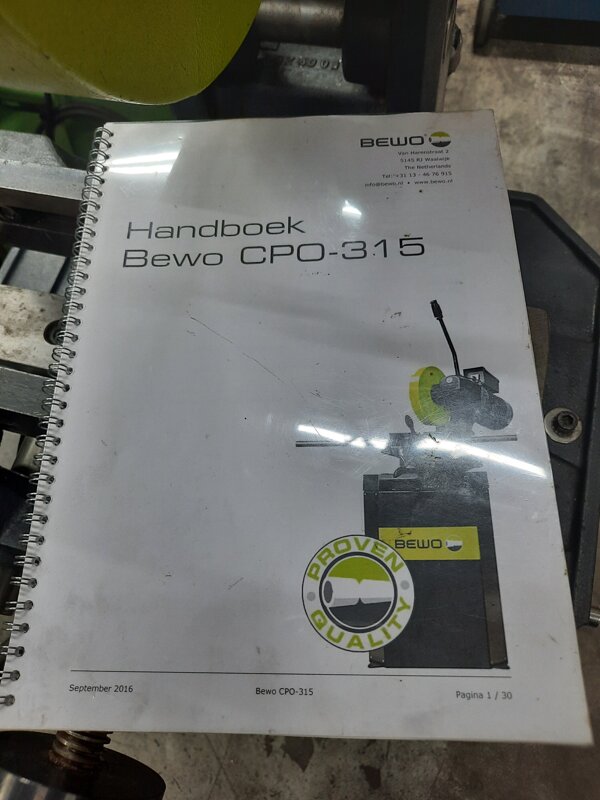 BEWO
Van Harenstraat 2
5145 RJ Waalwijk
The Netherlands
Tel. +31 13 - 46 76 915
info@bewo.nl • www.bewo.nl
Handboek
Bewo CPO-315
BEWO
PROVEN
QUALITY
September 2016
Bewo CPO-315
Pagina 1 / 30